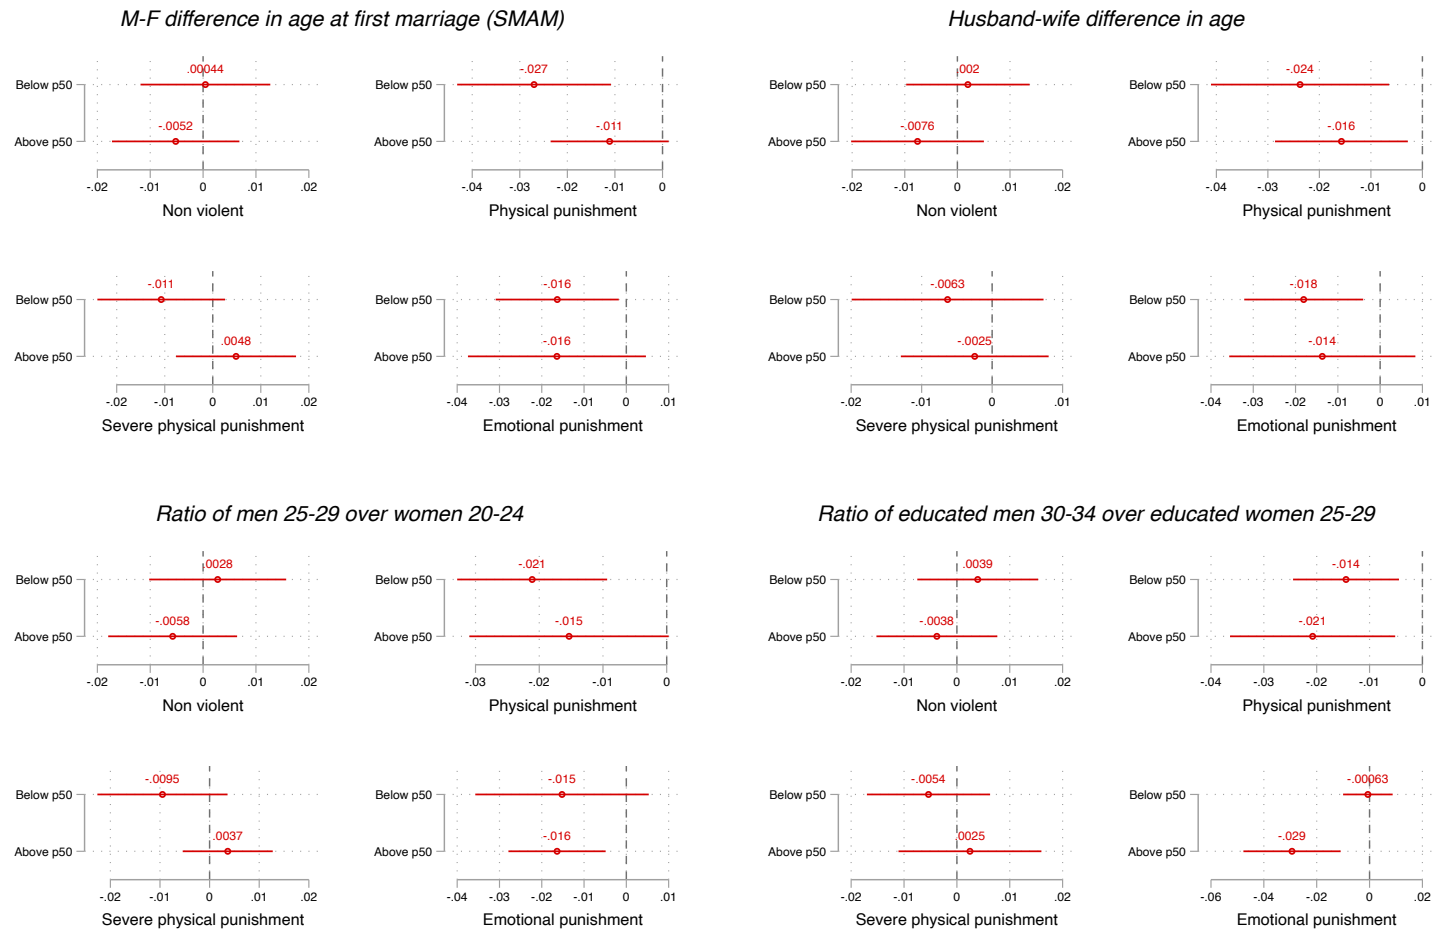 M-F difference in age at first marriage (SMAM)
Below p50
.00044
Above p50
-.0052
-.02 -.01 0 .01 .02
Non violent
Below p50
-.027
Above p50
-.011
-.04 -.03 -.02 -.01 0
Physical punishment
Below p50
-.011
Above p50
.0048
-.02 -.01 0 .01 .02
Severe physical punishment
Below p50
-.016
Above p50
-.016
-.04 -.03 -.02 -.01 0 .01
Emotional punishment
Husband-wife difference in age
Below p50
.002
Above p50
-.0076
-.02 -.01 0 .01 .02
Non violent
Below p50
-.024
Above p50
-.016
-.04 -.03 -.02 -.01 0
Physical punishment
Below p50
-.0063
Above p50
-.0025
-.02 -.01 0 .01
Severe physical punishment
Below p50
-.018
Above p50
-.014
-.04 -.03 -.02 -.01 0 .01
Emotional punishment
Ratio of men 25-29 over women 20-24
Below p50
.0028
Above p50
-.0058
-.02 -.01 0 .01 .02
Non violent
Below p50
-.021
Above p50
-.015
-.03 -.02 -.01 0
Physical punishment
Below p50
-.0095
Above p50
.0037
-.02 -.01 0 .01 .02
Severe physical punishment
Below p50
-.015
Above p50
-.016
-.04 -.03 -.02 -.01 0 .01
Emotional punishment
Ratio of educated men 30-34 over educated women 25-29
Below p50
.0039
Above p50
-.0038
-.02 -.01 0 .01 .02
Non violent
Below p50
-.014
Above p50
-.021
-.04 -.03 -.02 -.01 0
Physical punishment
Below p50
-.0054
Above p50
.0025
-.02 -.01 0 .01 .02
Severe physical punishment
Below p50
-.00063
Above p50
-.029
-.06 -.04 -.02 0 .02
Emotional punishment